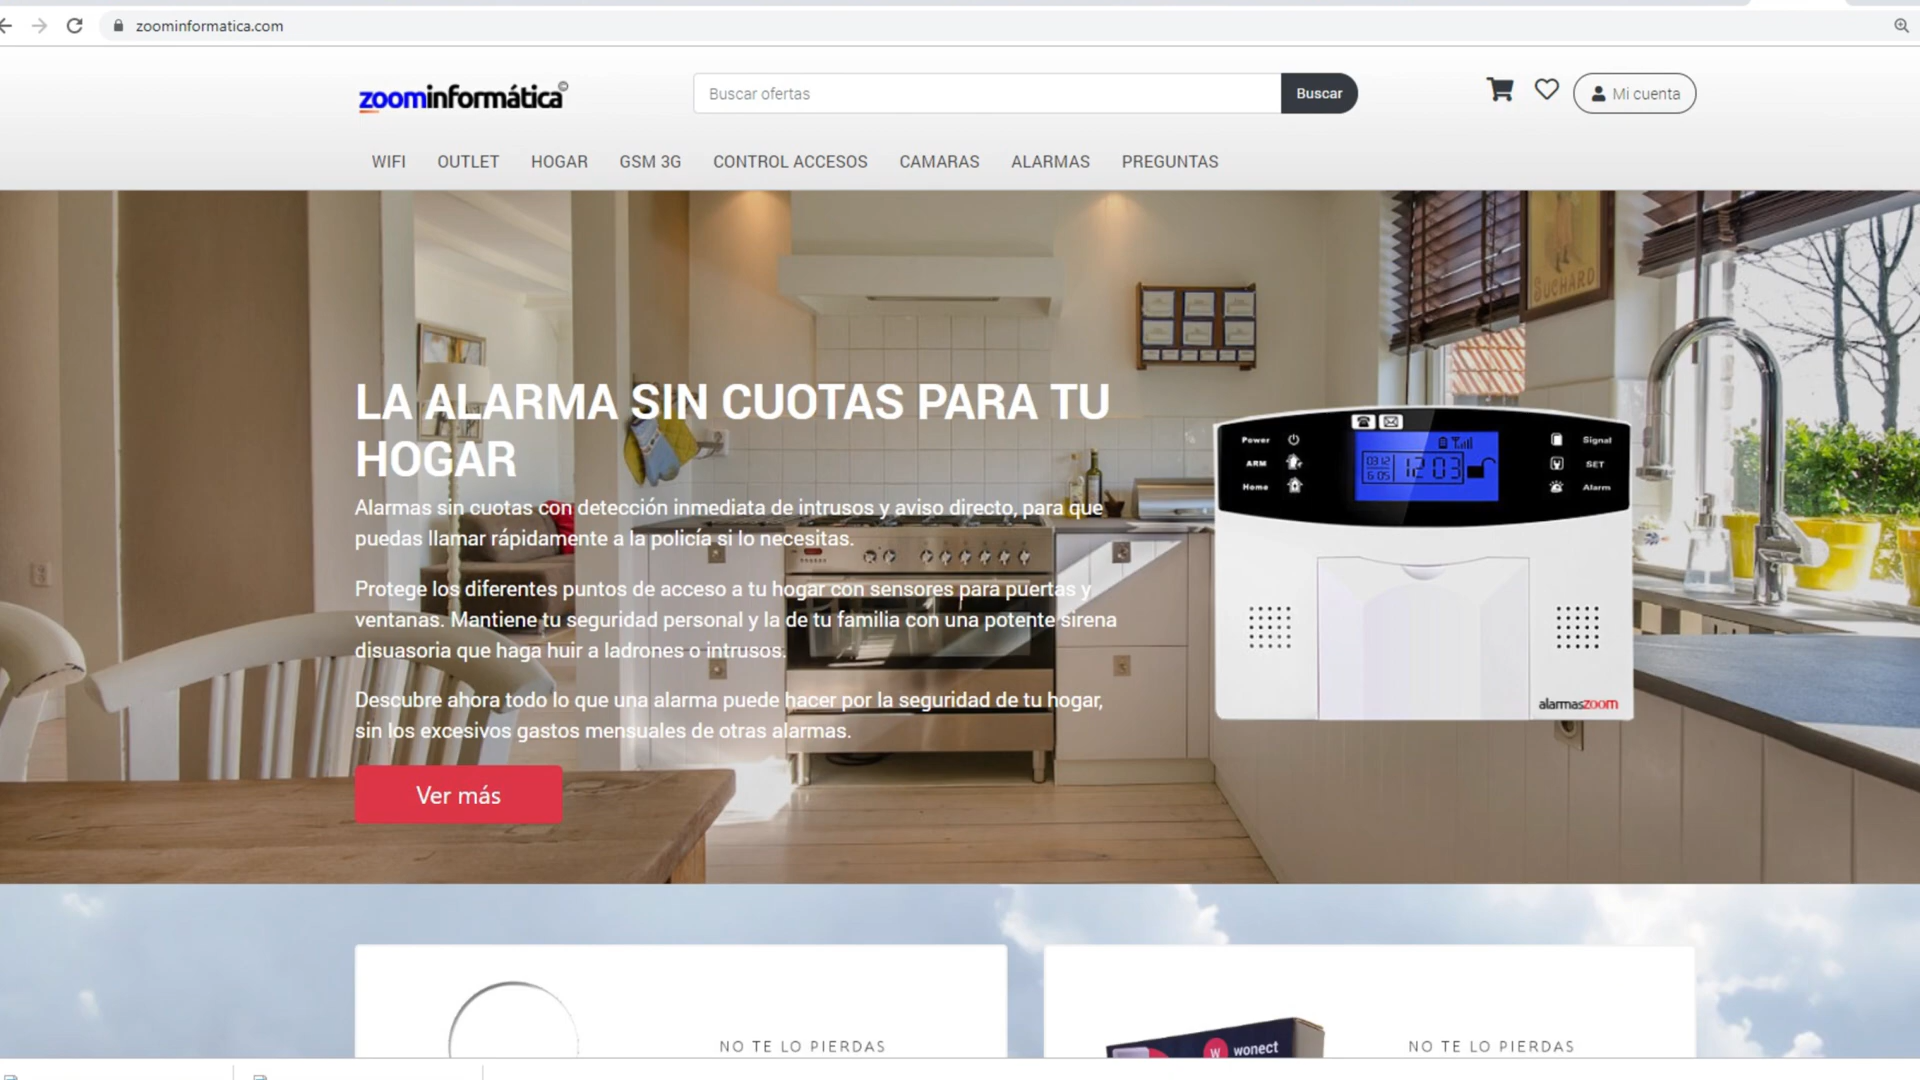 zoominformatica.com
zoominformática©
Buscar ofertas
Buscar
Mi cuenta
WIFI OUTLET HOGAR GSM 3G CONTROL ACCESOS CAMARAS ALARMAS PREGUNTAS
BUCHARD
LA ALARMA SIN CUOTAS PARA TU
HOGAR
Alarmas sin cuotas con detección inmediata de intrusos y aviso directo, para que
puedas llamar rápidamente a la policía si lo necesitas.
Protege los diferentes puntos de acceso a tu hogar con sensores para puertas y
ventanas. Mantiene tu seguridad personal y la de tu familia con una potente sirena
disuasoria que haga huir a ladrones o intrusos.
Descubre ahora todo lo que una alarma puede hacer por la seguridad de tu hogar,
sin los excesivos gastos mensuales de otras alarmas.
Ver más
Power
ARM
Home
03 12
6:05
12:03
Signal
SET
Alarm
alarmaszoom
NO TE LO PIERDAS
W wonect
NO TE LO PIERDAS